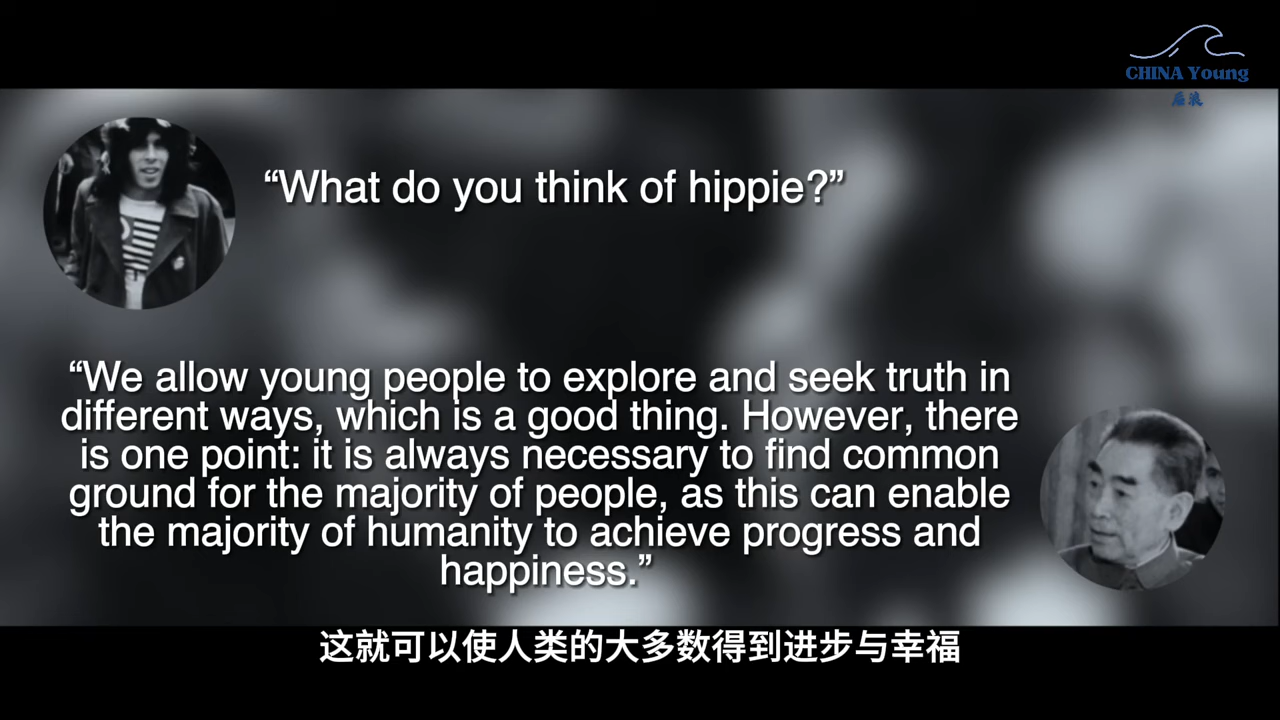 CHINA Young
后浪
“What do you think of hippie?”
“We allow young people to explore and seek truth in
different ways, which is a good thing. However, there
is one point: it is always necessary to find common
ground for the majority of people, as this can enable
the majority of humanity to achieve progress and
happiness.”
这就可以使人类的大多数得到进步与幸福